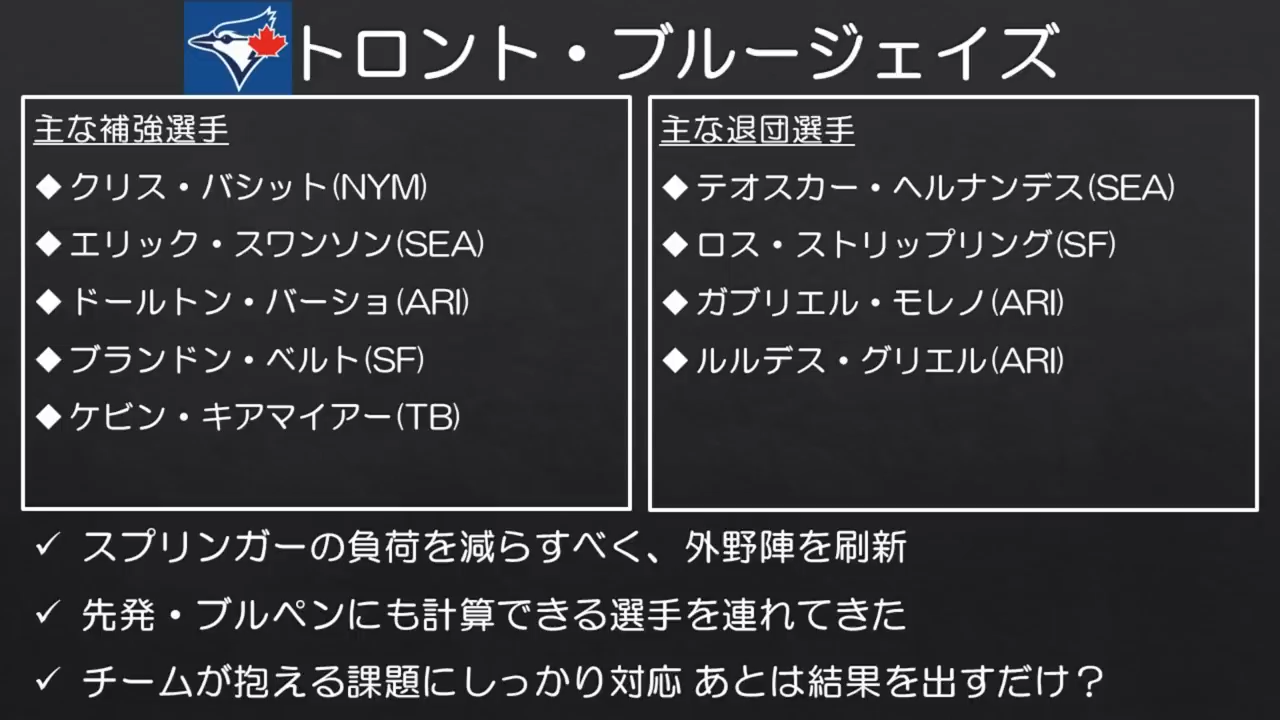 トロント・ブルージェイズ
主な補強選手
◆クリス・バシット(NYM)
◆エリック・スワンソン(SEA)
◆ドールトン・バーショ(ARI)
◆ブランドン・ベルト(SF)
◆ケビン・キアマイアー(TB)
主な退団選手
◆テオスカー・ヘルナンデス(SEA)
◆ロス・ストリップリング(SF)
◆ガブリエル・モレノ(ARI)
◆ルルデス・グリエル(ARI)
✓ スプリンガーの負荷を減らすべく、外野陣を刷新
✓ 先発・ブルペンにも計算できる選手を連れてきた
✓ チームが抱える課題にしっかり対応 あとは結果を出すだけ？